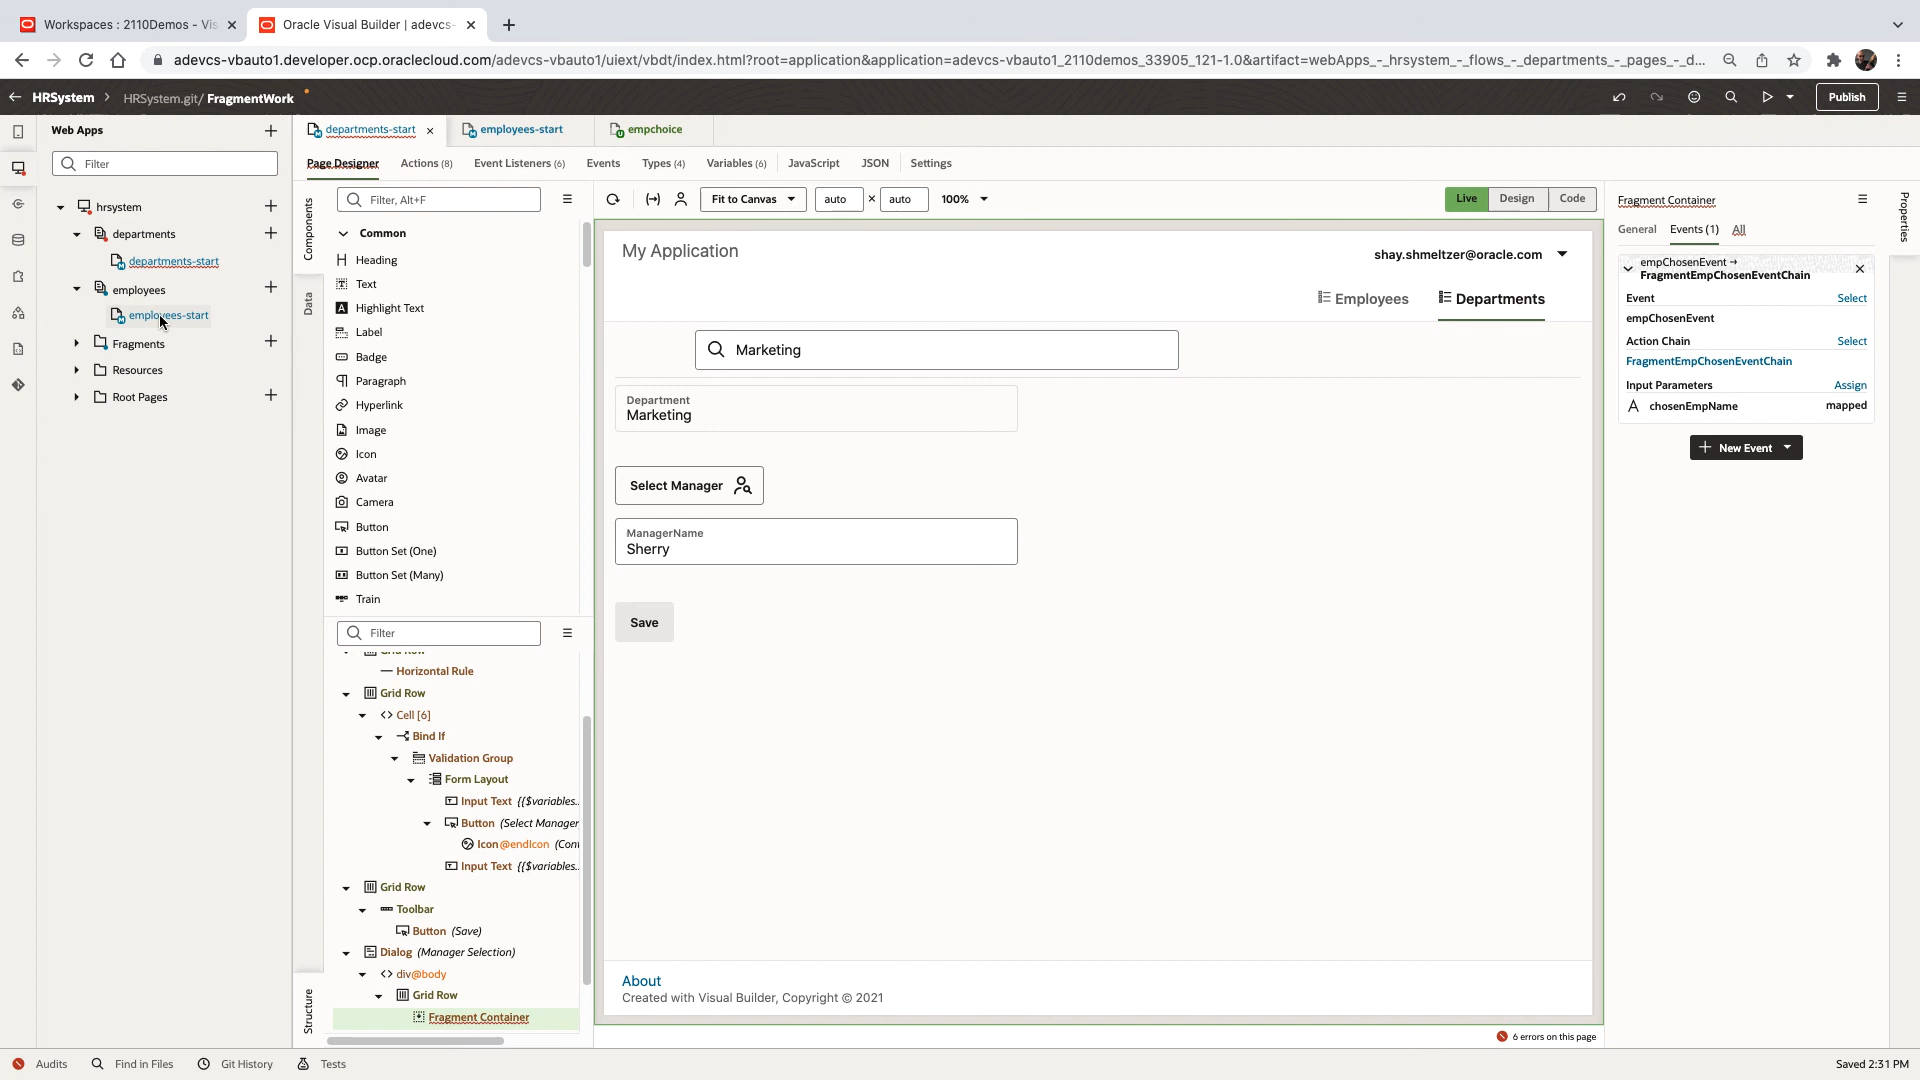 Workspaces : 2110Demos - Vis
Oracle Visual Builder | adevcs-
adevcs-vbauto1.developer.ocp.oraclecloud.com/adevcs-vbauto1/uiext/vbdt/index.html?root=application&application=adevcs-vbauto1_2110demos_33905_121-1.0&artifact=webApps_-_hrsystem_-_flows_-_departments_-_pages_-_d...
HRSystem
HRSystem.git/ FragmentWork
Publish
Web Apps
Filter
hrsystem
departments
departments-start
employees
employees-start
Fragments
Resources
Root Pages
departments-start
employees-start
empchoice
Page Designer
Actions (8)
Event Listeners (6)
Events
Types (4)
Variables (6)
JavaScript
JSON
Settings
Components
Data
Structure
Filter, Alt+F
Common
Heading
Text
Highlight Text
Label
Badge
Paragraph
Hyperlink
Image
Icon
Avatar
Camera
Button
Button Set (One)
Button Set (Many)
Train
Filter
Horizontal Rule
Grid Row
Cell [6]
Bind If
Validation Group
Form Layout
Input Text {{$variables..
Button (Select Manager
Icon@endIcon (Cont
Input Text {{$variables..
Grid Row
Toolbar
Button (Save)
Dialog (Manager Selection)
div@body
Grid Row
Fragment Container
Fit to Canvas
auto × auto
100%
Live
Design
Code
My Application
shay.shmeltzer@oracle.com
Employees
Departments
Marketing
Department
Marketing
Select Manager
ManagerName
Sherry
Save
About
Created with Visual Builder, Copyright © 2021
6 errors on this page
Fragment Container
General
Events (1)
All
empChosenEvent →
FragmentEmpChosenEventChain
Event
Select
empChosenEvent
Action Chain
Select
FragmentEmpChosenEventChain
Input Parameters
Assign
A chosenEmpName
mapped
New Event
Properties
Audits
Find in Files
Git History
Tests
Saved 2:31 PM